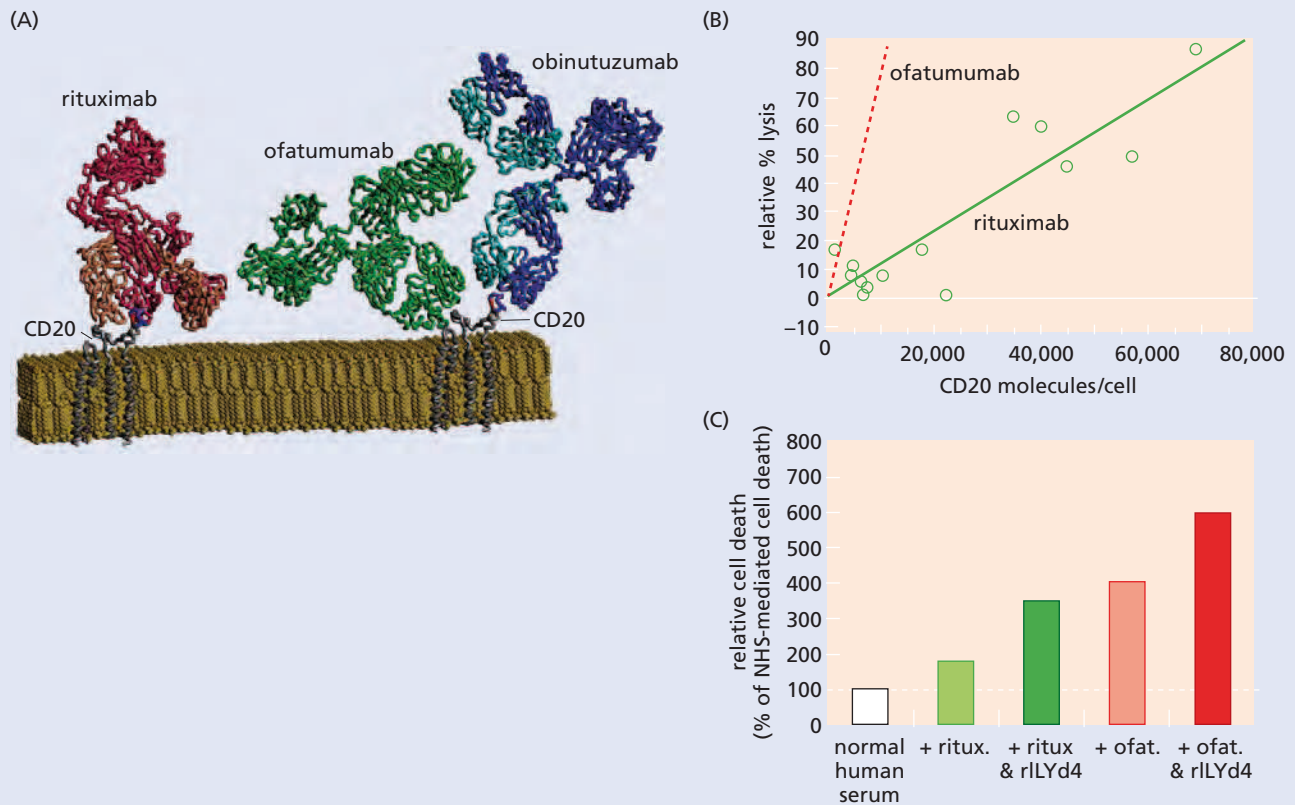 (A)
rituximab
ofatumumab
obinutuzumab
CD20
CD20
(B)
relative % lysis
90
80
70
60
50
40
30
20
10
0
–10
ofatumumab
rituximab
0
20,000
40,000
60,000
80,000
CD20 molecules/cell
(C)
relative cell death
(% of NHS-mediated cell death)
800
700
600
500
400
300
200
100
0
normal
human
serum
+ ritux.
+ ritux
& rILYd4
+ ofat.
+ ofat.
& rILYd4